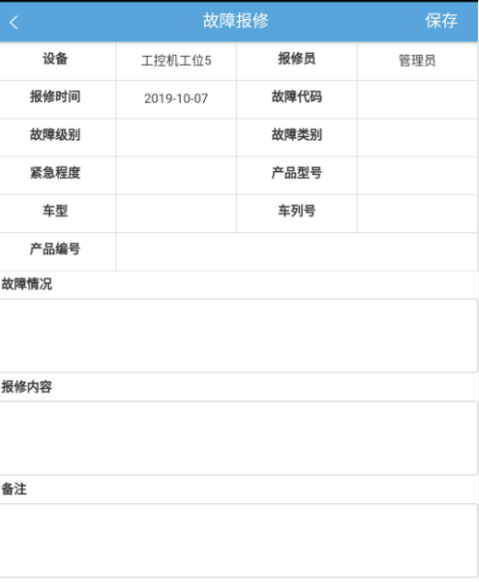 故障报修 保存
设备 工控机工位5 报修员 管理员
报修时间 2019-10-07 故障代码
故障级别 故障类别
紧急程度 产品型号
车型 车列号
产品编号
故障情况
报修内容
备注